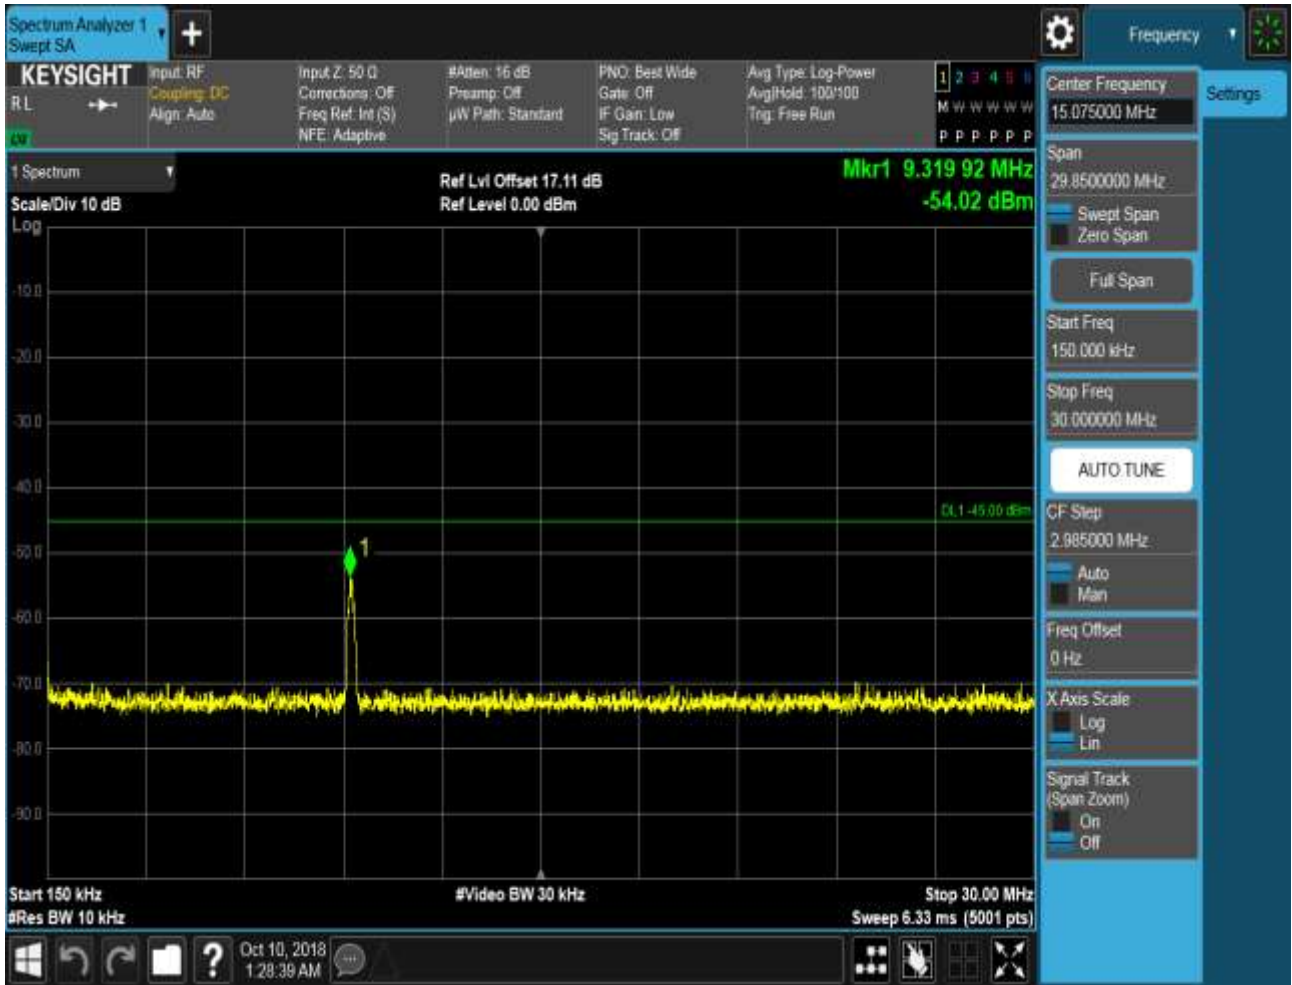 Spectrum Analyzer 1
Swept SA
+
Frequency
KEYSIGHT
RL
Input: RF
Coupling: DC
Align: Auto
Input Z: 50 Ω
Corrections: Off
Freq Ref: Int (S)
NFE: Adaptive
#Atten: 16 dB
Preamp: Off
µW Path: Standard
PNO: Best Wide
Gate: Off
IF Gain: Low
Sig Track: Off
Avg Type: Log-Power
Avg|Hold: 100/100
Trig: Free Run
1 2 3 4 5 6
M W W W W W
P P P P P P
1 Spectrum
Scale/Div 10 dB
Log
Ref Lvl Offset 17.11 dB
Ref Level 0.00 dBm
Mkr1 9.319 92 MHz
-54.02 dBm
-10.0
-20.0
-30.0
-40.0
DL1 -45.00 dBm
1
-50.0
-60.0
-70.0
-80.0
-90.0
Start 150 kHz
#Video BW 30 kHz
Stop 30.00 MHz
#Res BW 10 kHz
Sweep 6.33 ms (5001 pts)
Oct 10, 2018
1:28:39 AM
Center Frequency
15.075000 MHz
Settings
Span
29.8500000 MHz
Swept Span
Zero Span
Full Span
Start Freq
150.000 kHz
Stop Freq
30.000000 MHz
AUTO TUNE
CF Step
2.985000 MHz
Auto
Man
Freq Offset
0 Hz
X Axis Scale
Log
Lin
Signal Track
(Span Zoom)
On
Off